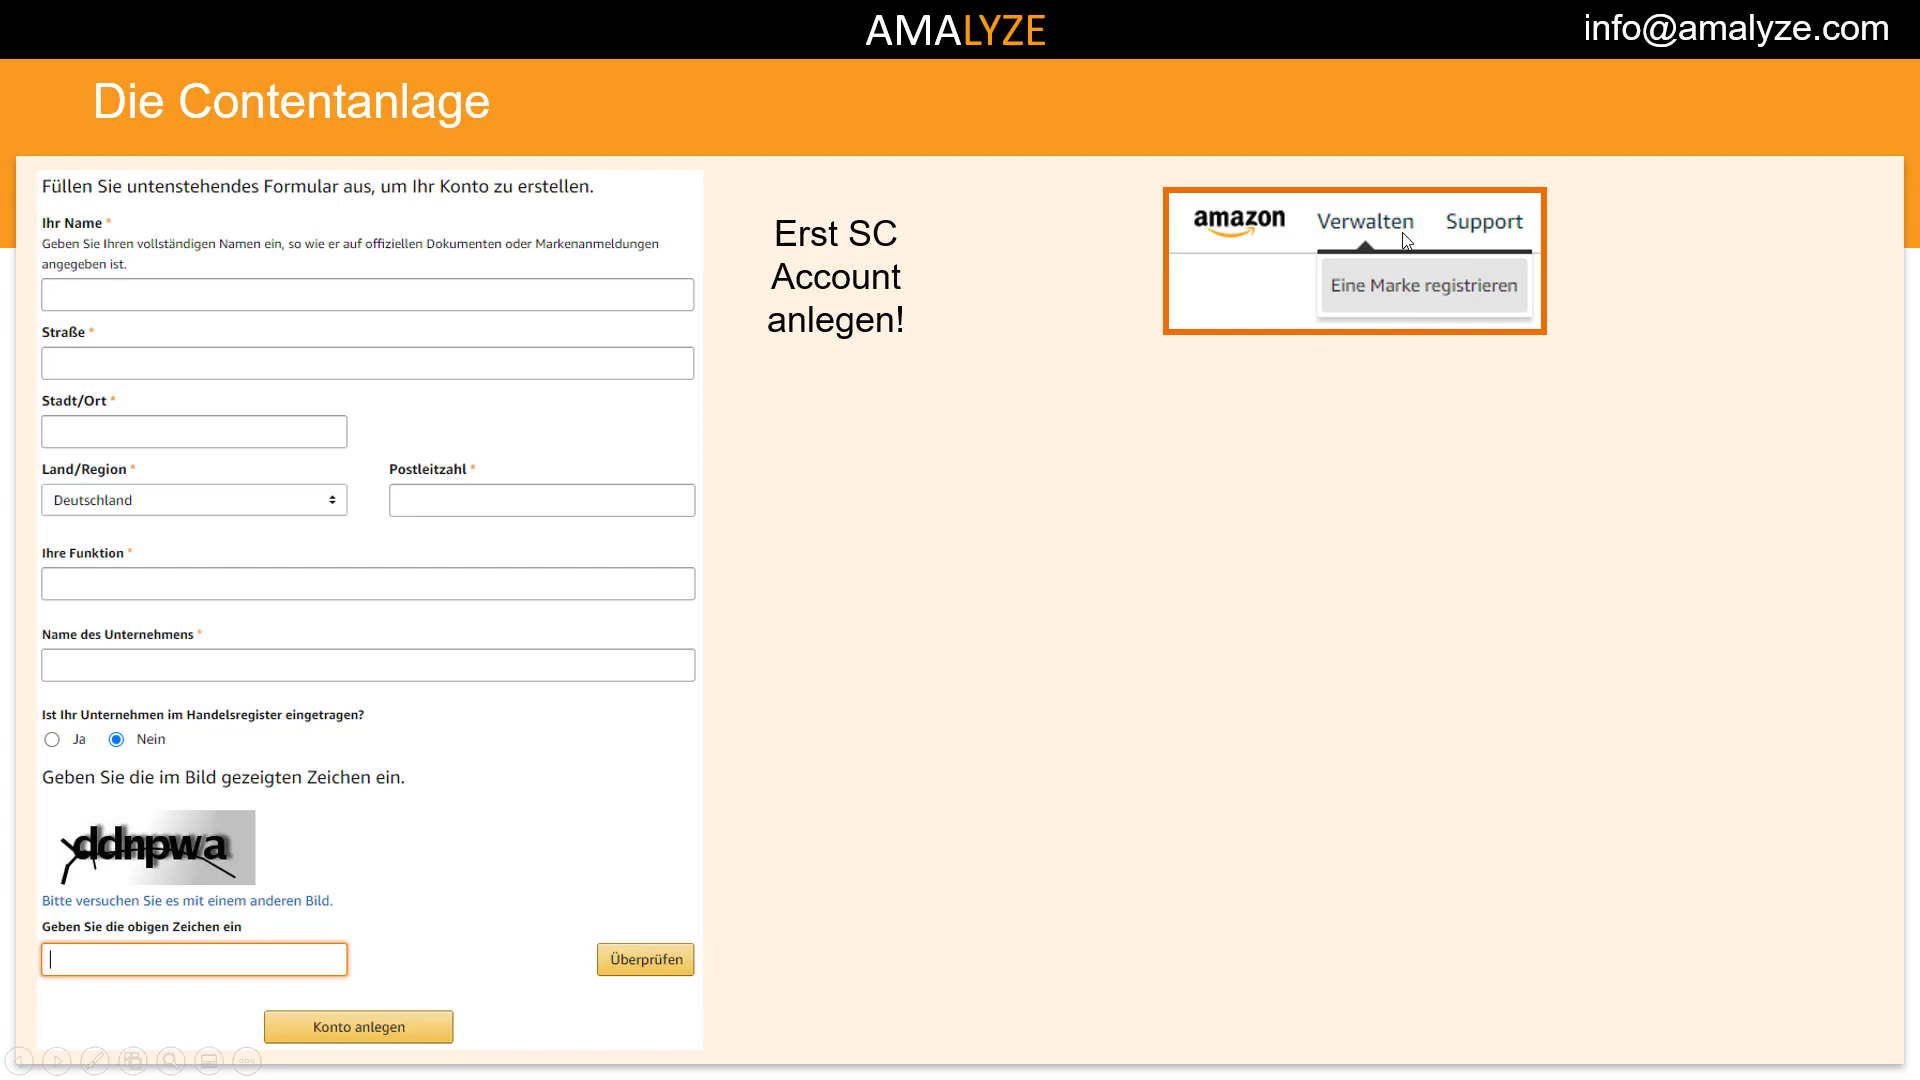 AMALYZE
info@amalyze.com
Die Contentanlage
Füllen Sie untenstehendes Formular aus, um Ihr Konto zu erstellen.
Ihr Name *
Geben Sie Ihren vollständigen Namen ein, so wie er auf offiziellen Dokumenten oder Markenanmeldungen
angegeben ist.
Straße *
Stadt/Ort *
Land/Region *
Postleitzahl *
Deutschland
Ihre Funktion *
Name des Unternehmens *
Ist Ihr Unternehmen im Handelsregister eingetragen?
Ja
Nein
Geben Sie die im Bild gezeigten Zeichen ein.
ddnpwa
Bitte versuchen Sie es mit einem anderen Bild.
Geben Sie die obigen Zeichen ein
Überprüfen
Konto anlegen
Erst SC
Account
anlegen!
amazon
Verwalten
Support
Eine Marke registrieren